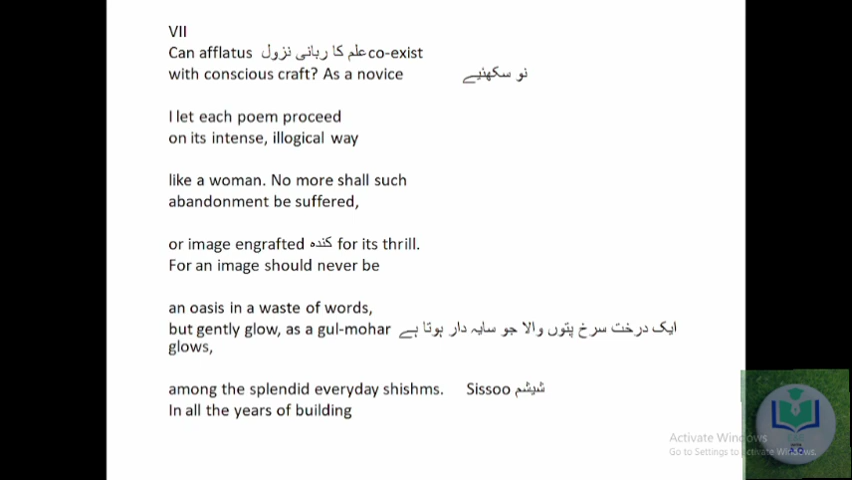 VII
Can afflatus علم کا ربانی نزول co-exist
with conscious craft? As a novice نو سکھئیے
I let each poem proceed
on its intense, illogical way
like a woman. No more shall such
abandonment be suffered,
or image engrafted کندہ for its thrill.
For an image should never be
an oasis in a waste of words,
but gently glow, as a gul-mohar ایک درخت سرخ پتوں والا جو سایہ دار ہوتا ہے
glows,
among the splendid everyday shishms. Sissoo شیشم
In all the years of building
Activate Windows
Go to Settings to activate Windows.